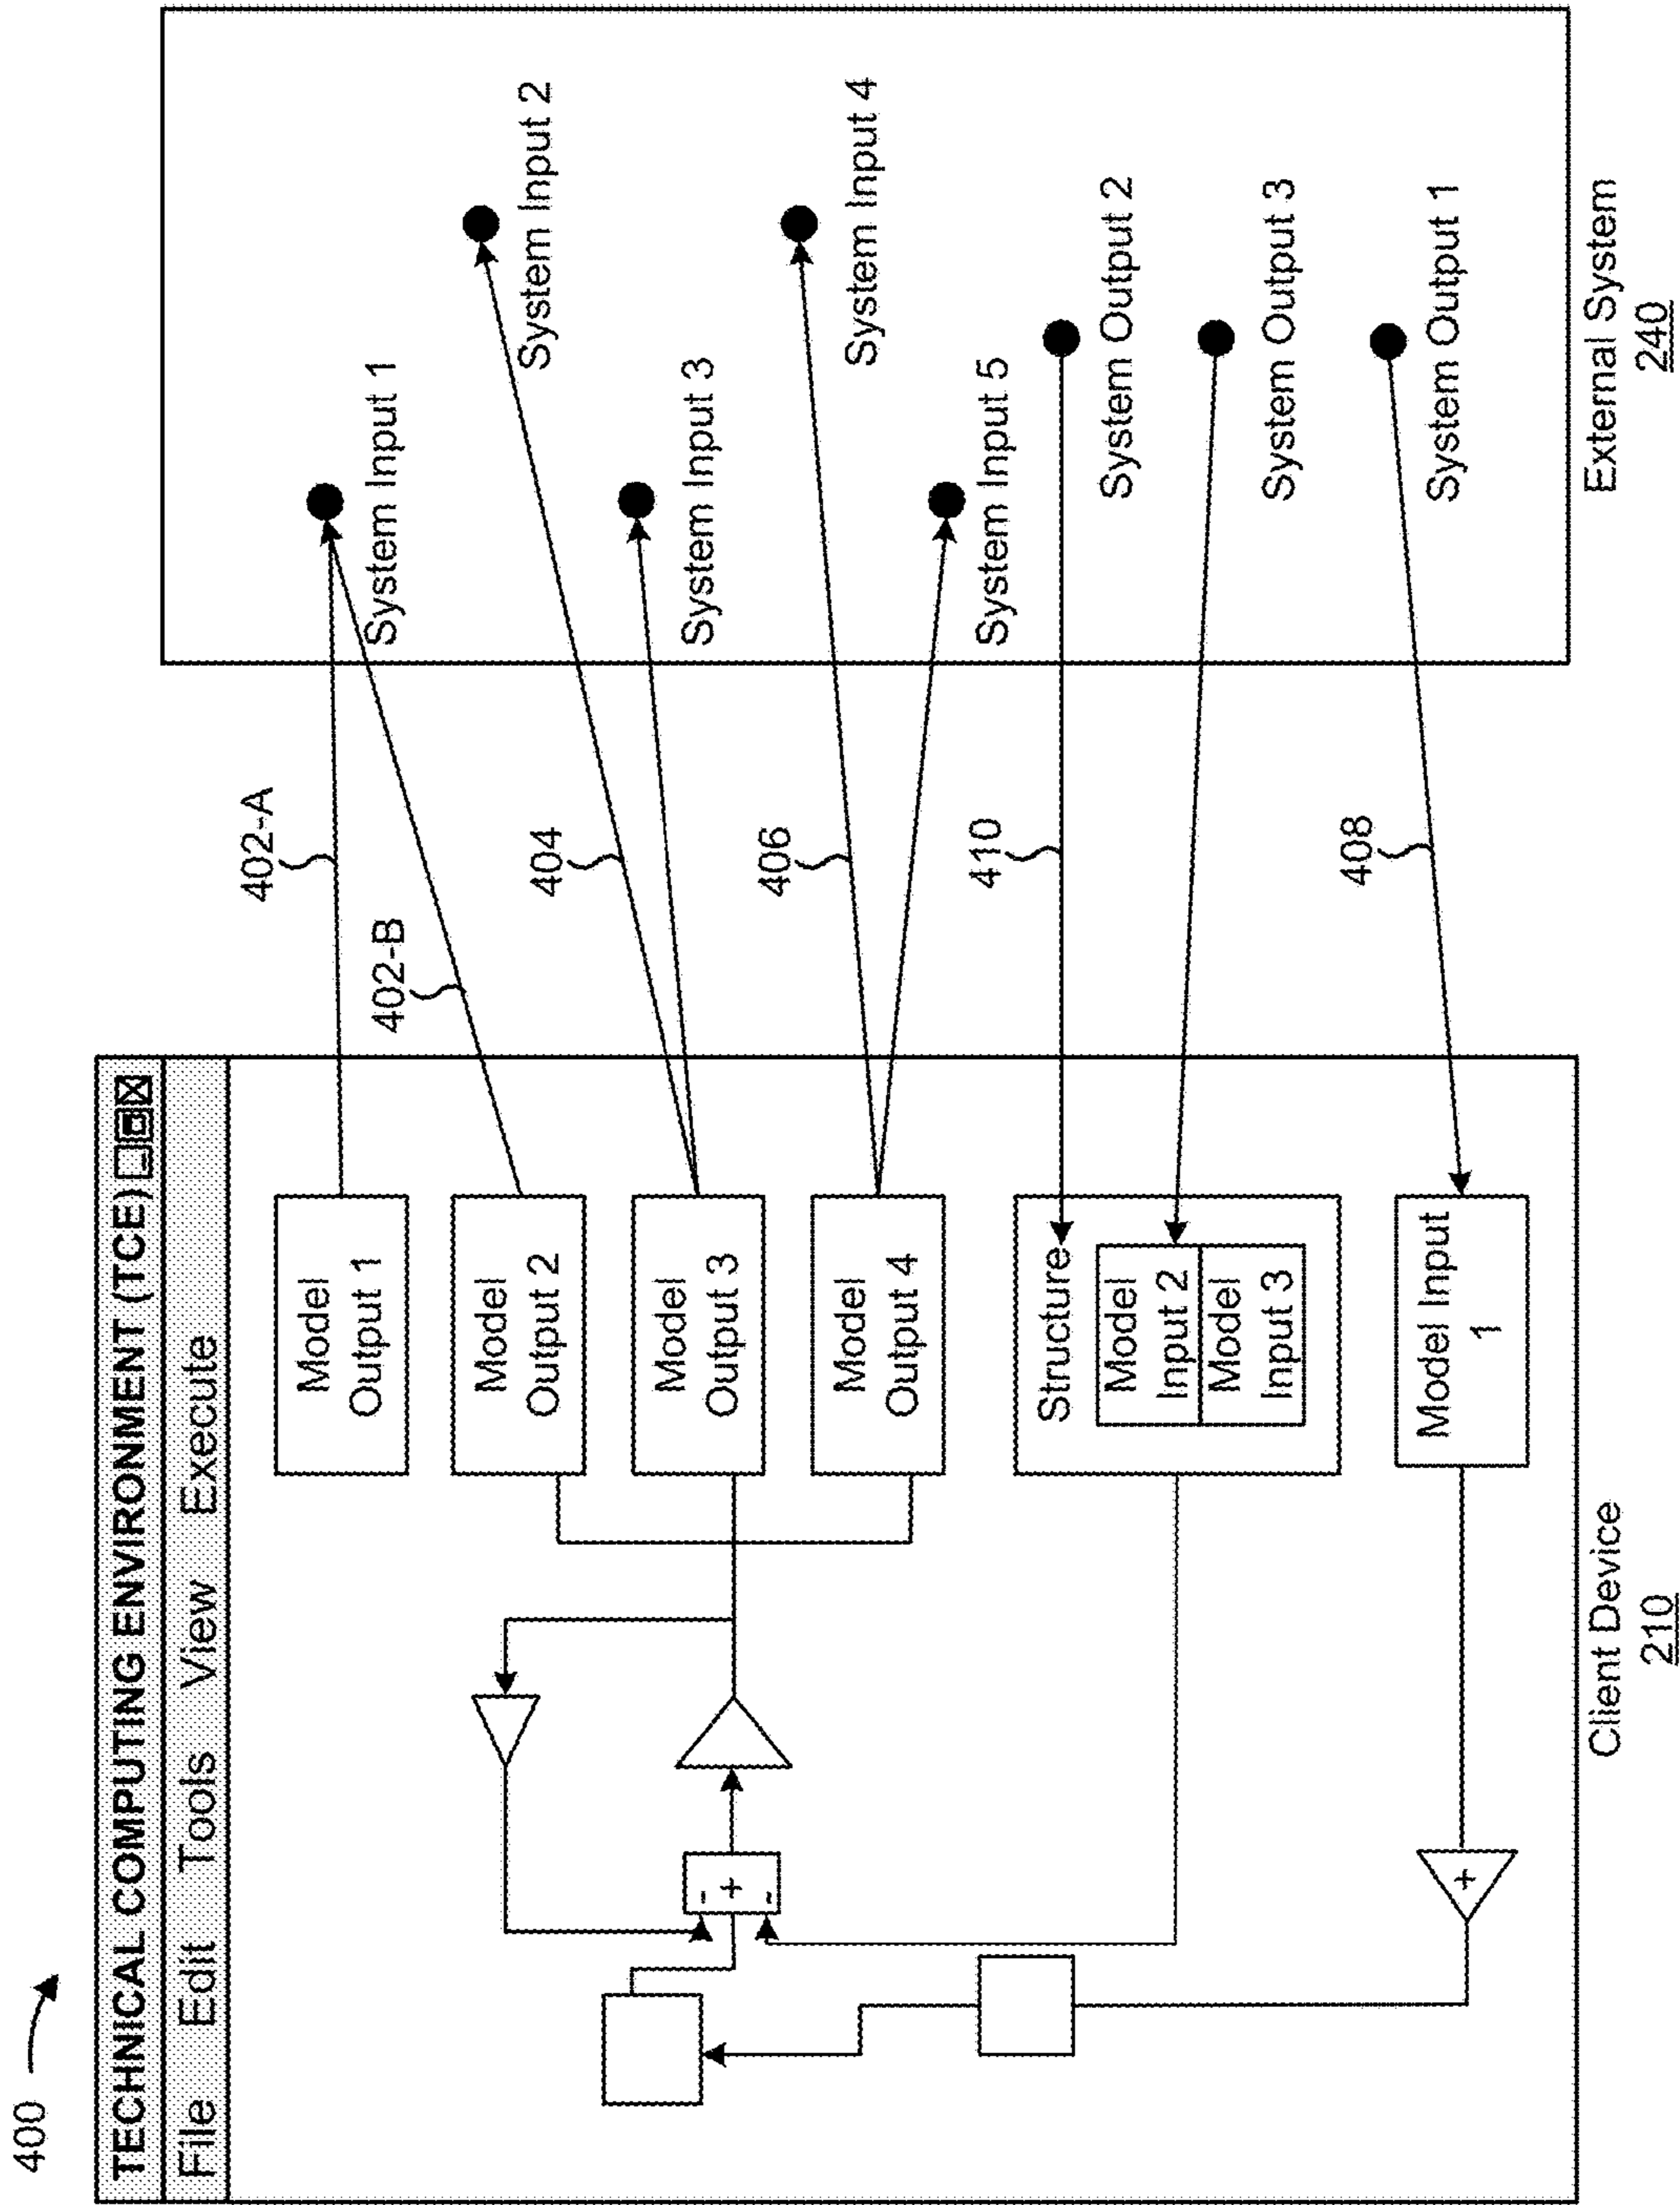 400
TECHNICAL COMPUTING ENVIRONMENT (TCE)
File Edit Tools View Execute
Model
Output 1
Model
Output 2
Model
Output 3
Model
Output 4
Structure
Model
Input 2
Model
Input 3
Model Input
1
-
+
~
+
Client Device
210
402-A
402-B
404
406
410
408
System Input 1
System Input 2
System Input 3
System Input 4
System Input 5
System Output 2
System Output 3
System Output 1
External System
240